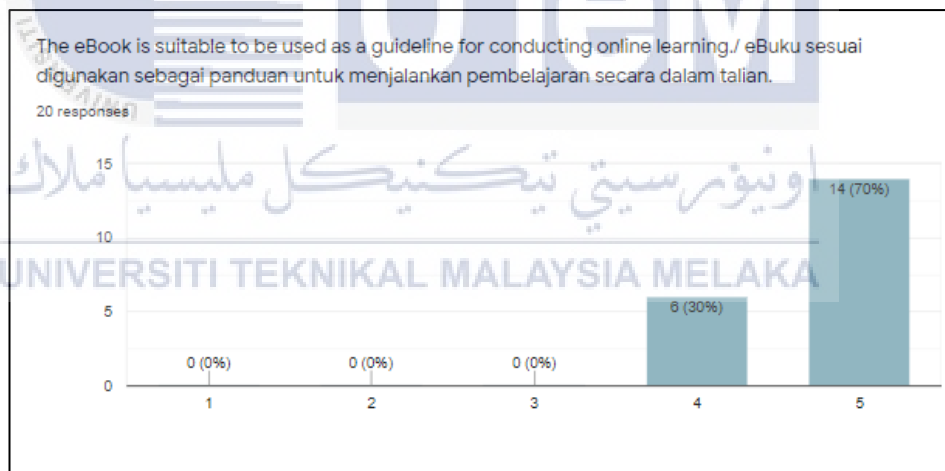 UTeM
The eBook is suitable to be used as a guideline for conducting online learning./ eBuku sesuai
digunakan sebagai panduan untuk menjalankan pembelajaran secara dalam talian.
20 responses
15
اونيۏرسيتي تيكنيكل مليسيا ملاك
14 (70%)
10
UNIVERSITI TEKNIKAL MALAYSIA MELAKA
5
6 (30%)
0 (0%)
0 (0%)
0 (0%)
0
1
2
3
4
5